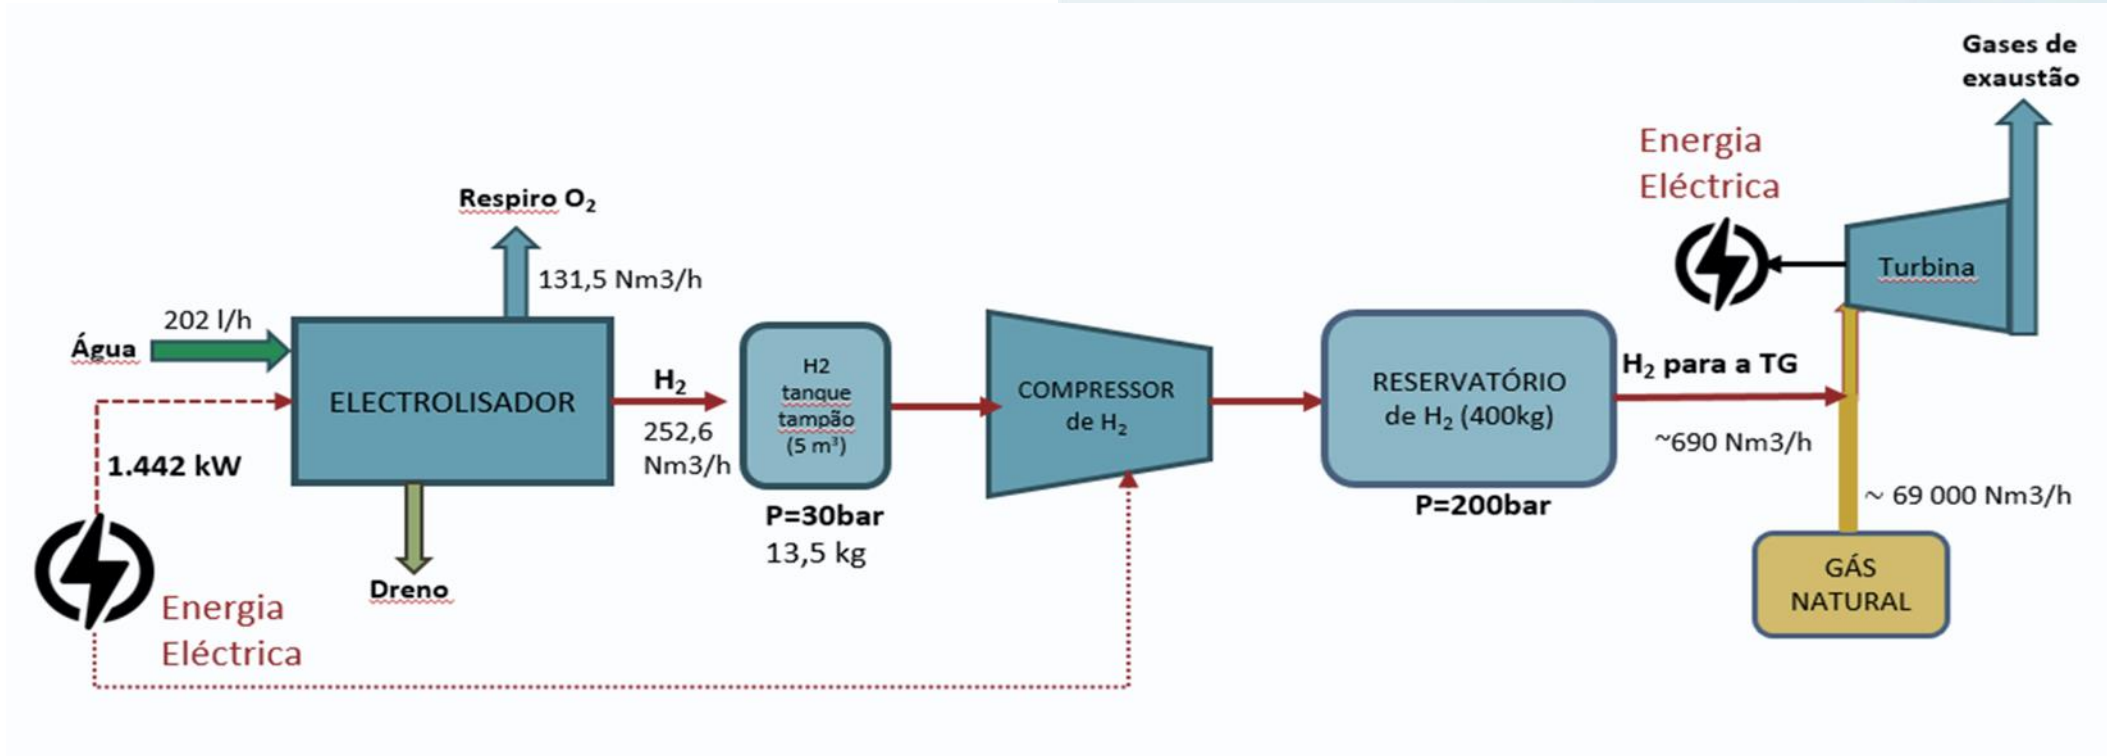 Gases de
exaustão
Energia
Eléctrica
Respiro O₂
131,5 Nm3/h
Turbina
202 l/h
Água
ELECTROLISADOR
H₂
252,6
Nm3/h
H2
tanque
tampão
(5 m³)
P=30bar
13,5 kg
COMPRESSOR
de H₂
RESERVATÓRIO
de H₂ (400kg)
P=200bar
H₂ para a TG
~690 Nm3/h
~ 69 000 Nm3/h
GÁS
NATURAL
1.442 kW
Dreno
Energia
Eléctrica